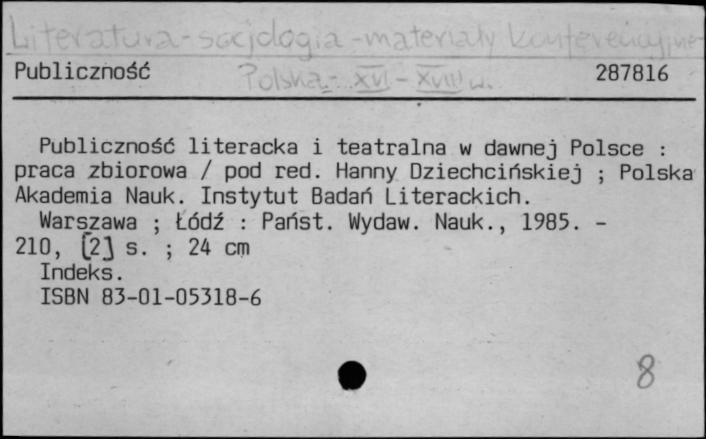 Literatura - socjologia - materiały konferencyjne
Publiczność Polska - XVI - XVIII w. 287816
Publiczność literacka i teatralna w dawnej Polsce :
praca zbiorowa / pod red. Hanny Dziechcińskiej ; Polska
Akademia Nauk. Instytut Badań Literackich.
Warszawa ; Łódź : Państ. Wydaw. Nauk., 1985. -
210, [2] s. ; 24 cm
Indeks.
ISBN 83-01-05318-6
8